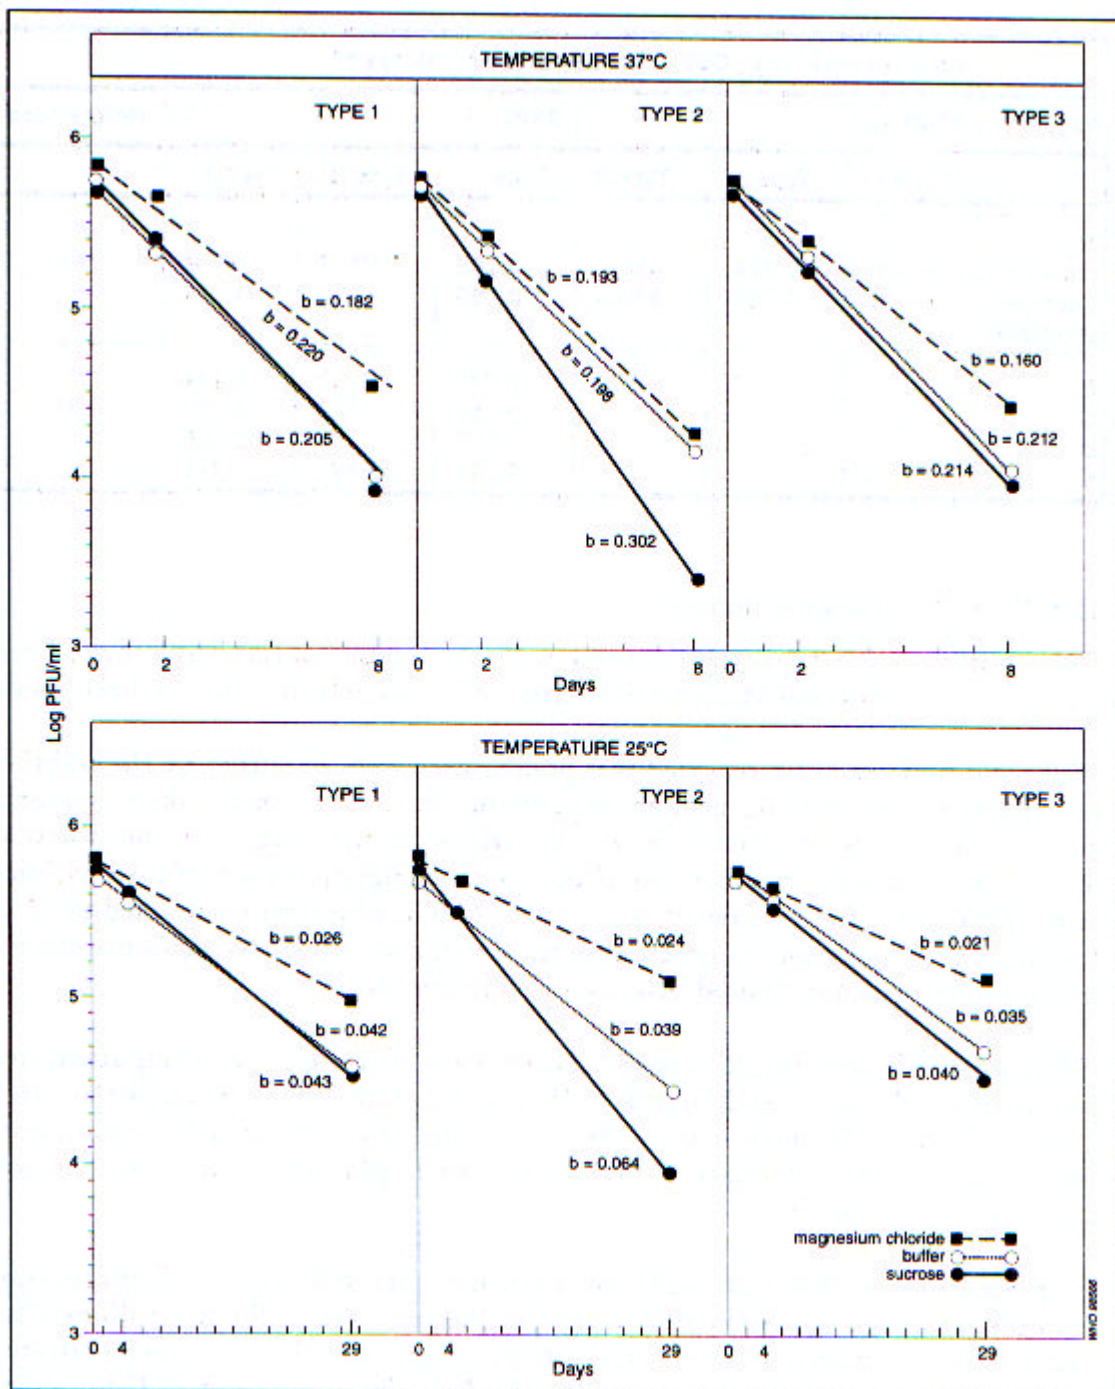 TEMPERATURE 37°C
TYPE 1
TYPE 2
TYPE 3
6
5
4
3
b = 0.182
b = 0.220
b = 0.205
b = 0.193
b = 0.198
b = 0.302
b = 0.160
b = 0.212
b = 0.214
0 2 8
0 2 8
0 2 8
Days
Log PFU/ml
TEMPERATURE 25°C
TYPE 1
TYPE 2
TYPE 3
6
5
4
3
b = 0.026
b = 0.042
b = 0.043
b = 0.024
b = 0.039
b = 0.064
b = 0.021
b = 0.035
b = 0.040
magnesium chloride
buffer
sucrose
0 4 29
0 4 29
0 4 29
Days